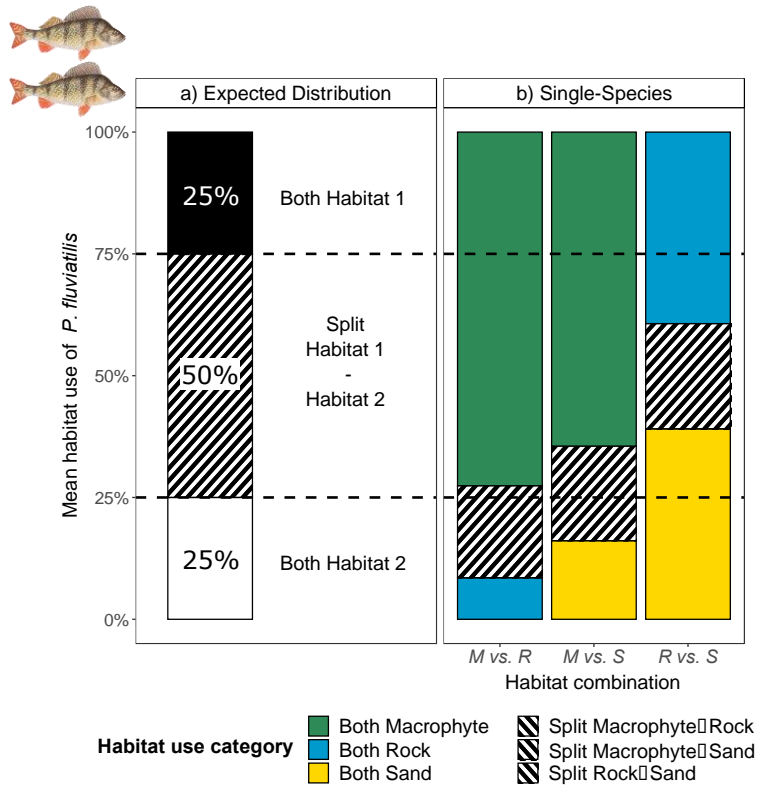 a) Expected Distribution
b) Single-Species
Mean habitat use of P. fluviatilis
100%
75%
50%
25%
0%
25%
50%
25%
Both Habitat 1
Split
Habitat 1
-
Habitat 2
Both Habitat 2
M vs. R
M vs. S
R vs. S
Habitat combination
Habitat use category
Both Macrophyte
Both Rock
Both Sand
Split Macrophyte▯Rock
Split Macrophyte▯Sand
Split Rock▯Sand